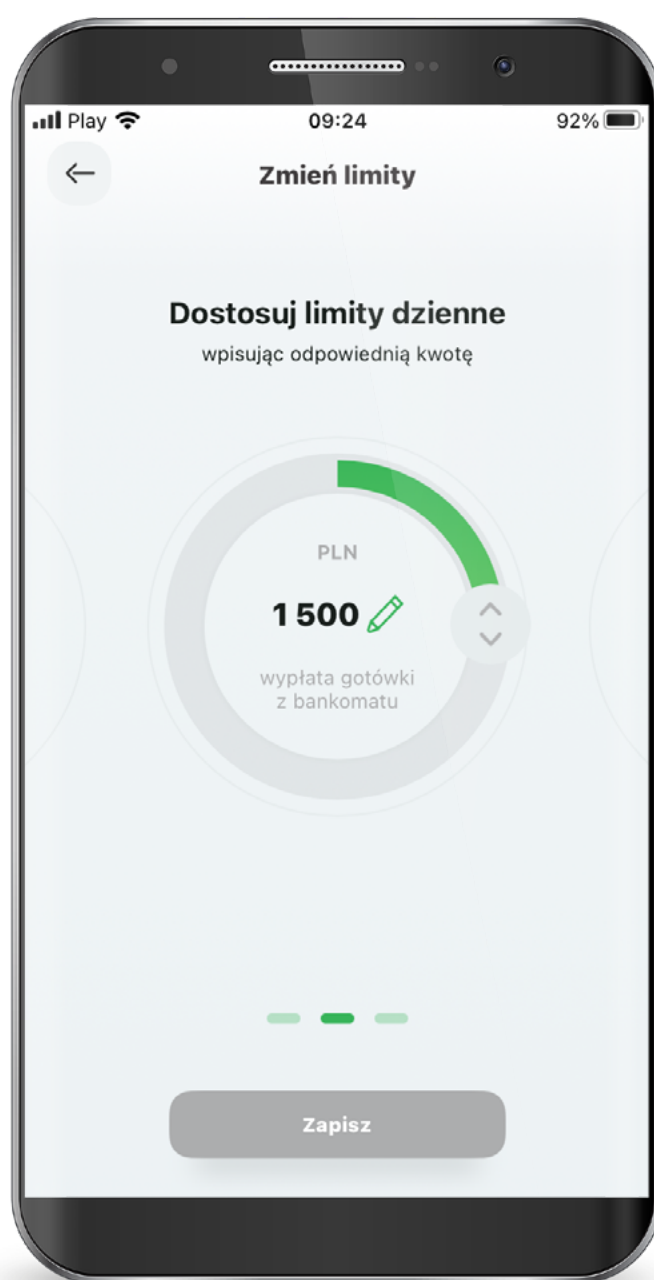 Play
09:24
92%
Zmień limity
Dostosuj limity dzienne
wpisując odpowiednią kwotę
PLN
1 500
wypłata gotówki
z bankomatu
Zapisz